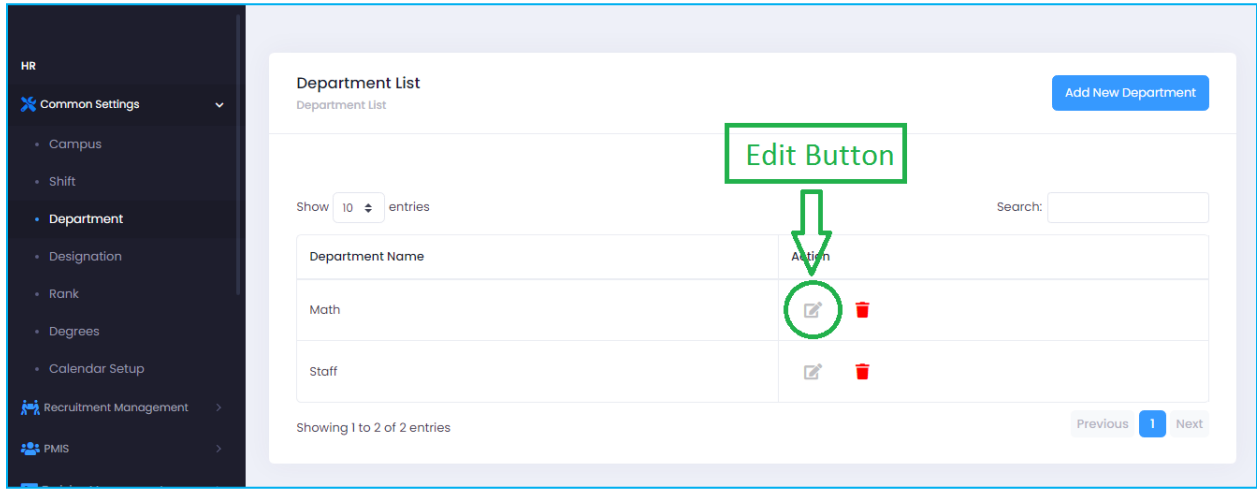 HR
Common Settings
Campus
Shift
Department
Designation
Rank
Degrees
Calendar Setup
Recruitment Management
PMIS
Department List
Department List
Add New Department
Edit Button
Show 10 entries
Search:
Department Name
Action
Math
Staff
Showing 1 to 2 of 2 entries
Previous 1 Next